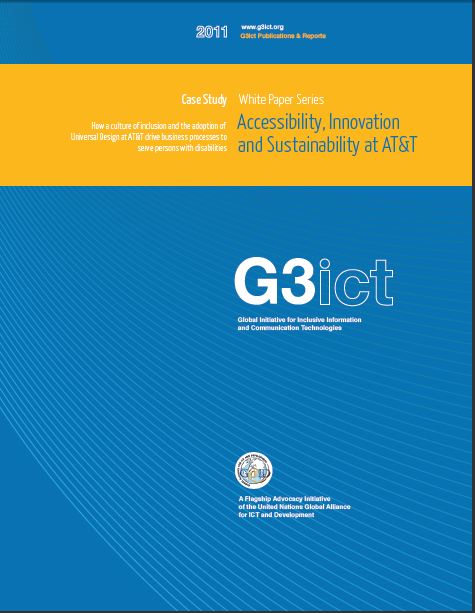 2011
www.g3ict.org
G3ict Publications & Reports
Case Study
White Paper Series
How a culture of inclusion and the adoption of
Universal Design at AT&T drive business processes to
serve persons with disabilities
Accessibility, Innovation
and Sustainability at AT&T
G3ict
Global Initiative for Inclusive Information
and Communication Technologies
A Flagship Advocacy Initiative
of the United Nations Global Alliance
for ICT and Development